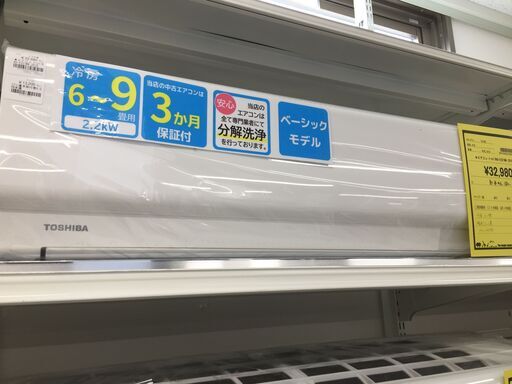 冷房
6~9
畳用
2.2kW
当店の中古エアコンは
3か月
保証付
安心
当店の
エアコンは
全て専門業者にて
分解洗浄
を行っております。
ベーシック
モデル
¥32,980
TOSHIBA